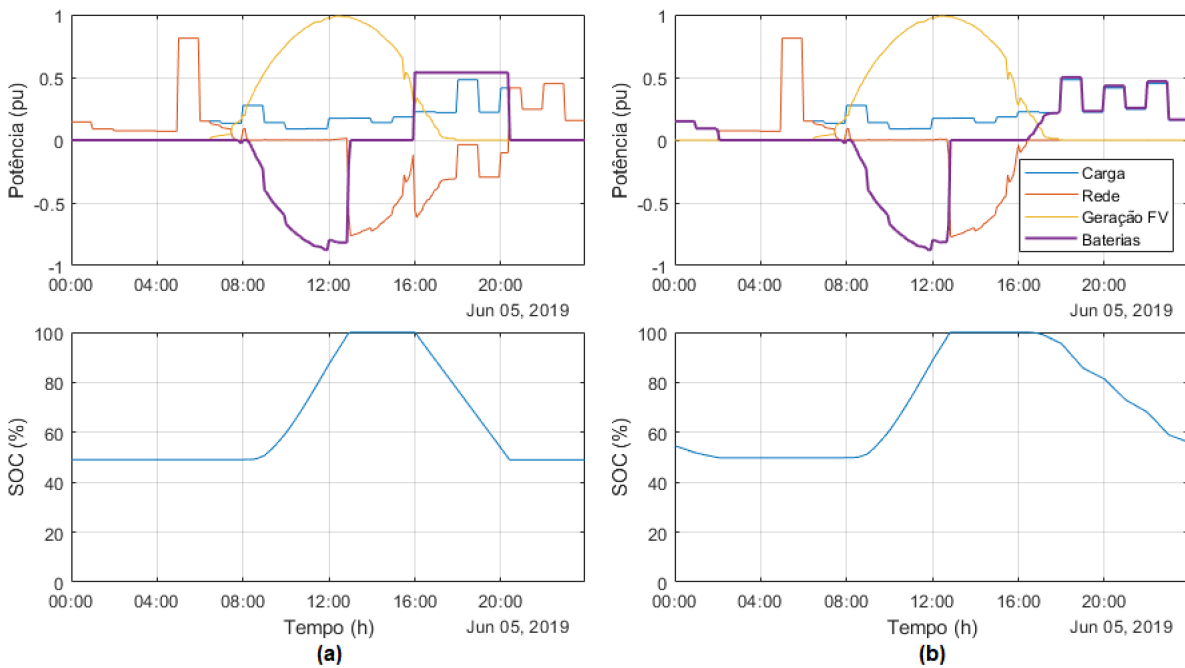 1
0.5
0
-0.5
-1
Potência (pu)
00:00 04:00 08:00 12:00 16:00 20:00
Jun 05, 2019
1
0.5
0
-0.5
-1
Potência (pu)
Carga
Rede
Geração FV
Baterias
00:00 04:00 08:00 12:00 16:00 20:00
Jun 05, 2019
100
80
60
40
20
0
SOC (%)
00:00 04:00 08:00 12:00 16:00 20:00
Tempo (h)
Jun 05, 2019
(a)
100
80
60
40
20
0
SOC (%)
00:00 04:00 08:00 12:00 16:00 20:00
Tempo (h)
Jun 05, 2019
(b)